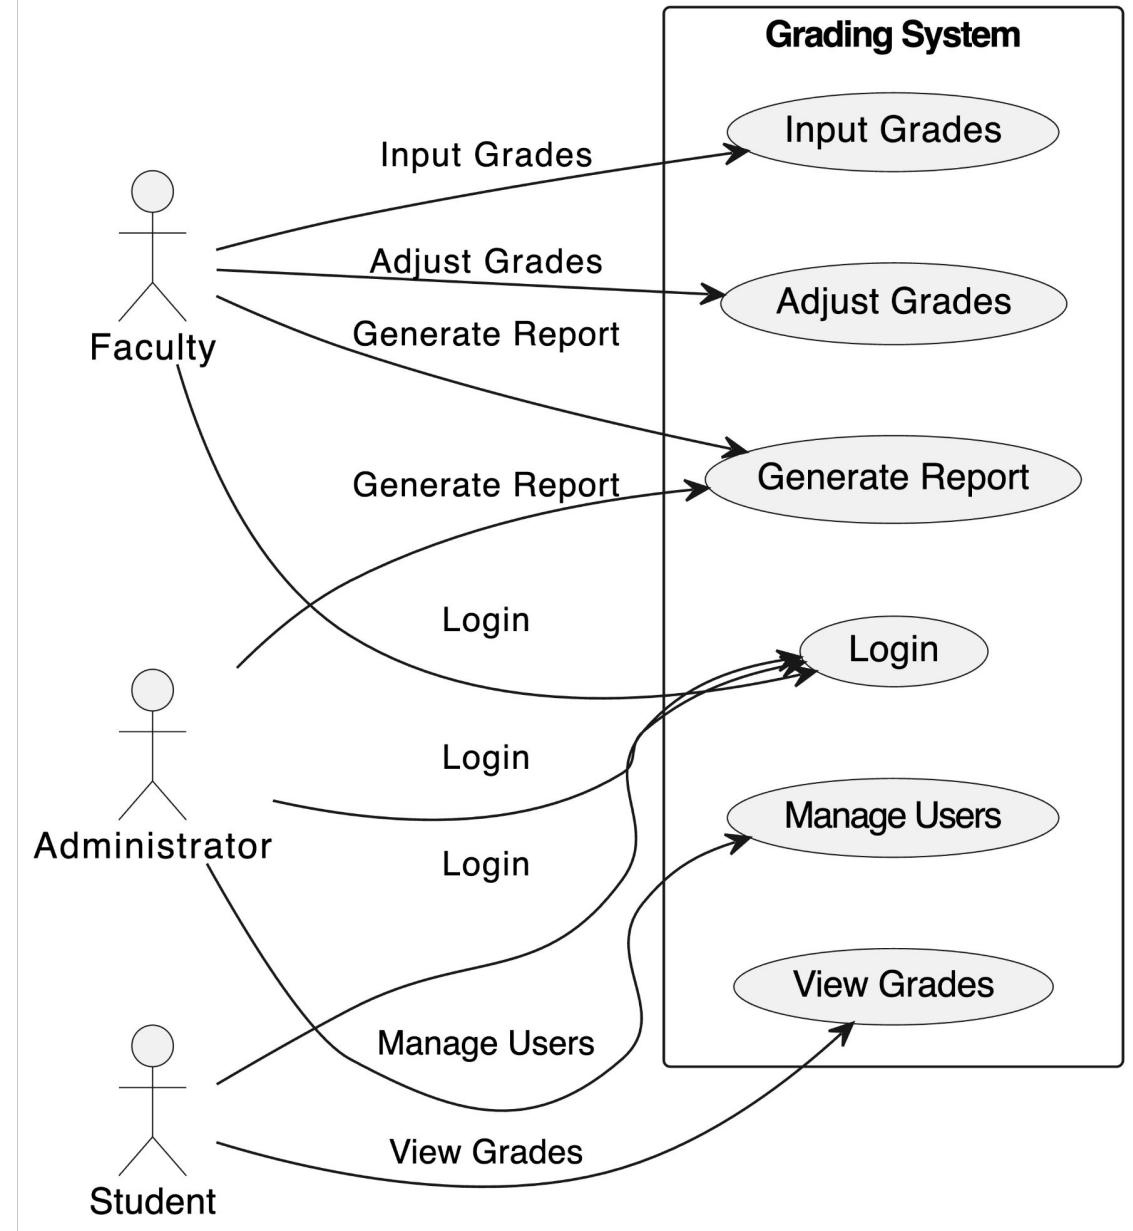 Grading System
Input Grades
Input Grades
Adjust Grades
Adjust Grades
Generate Report
Faculty
Generate Report
Generate Report
Login
Login
Login
Manage Users
Administrator
Login
View Grades
Manage Users
View Grades
Student